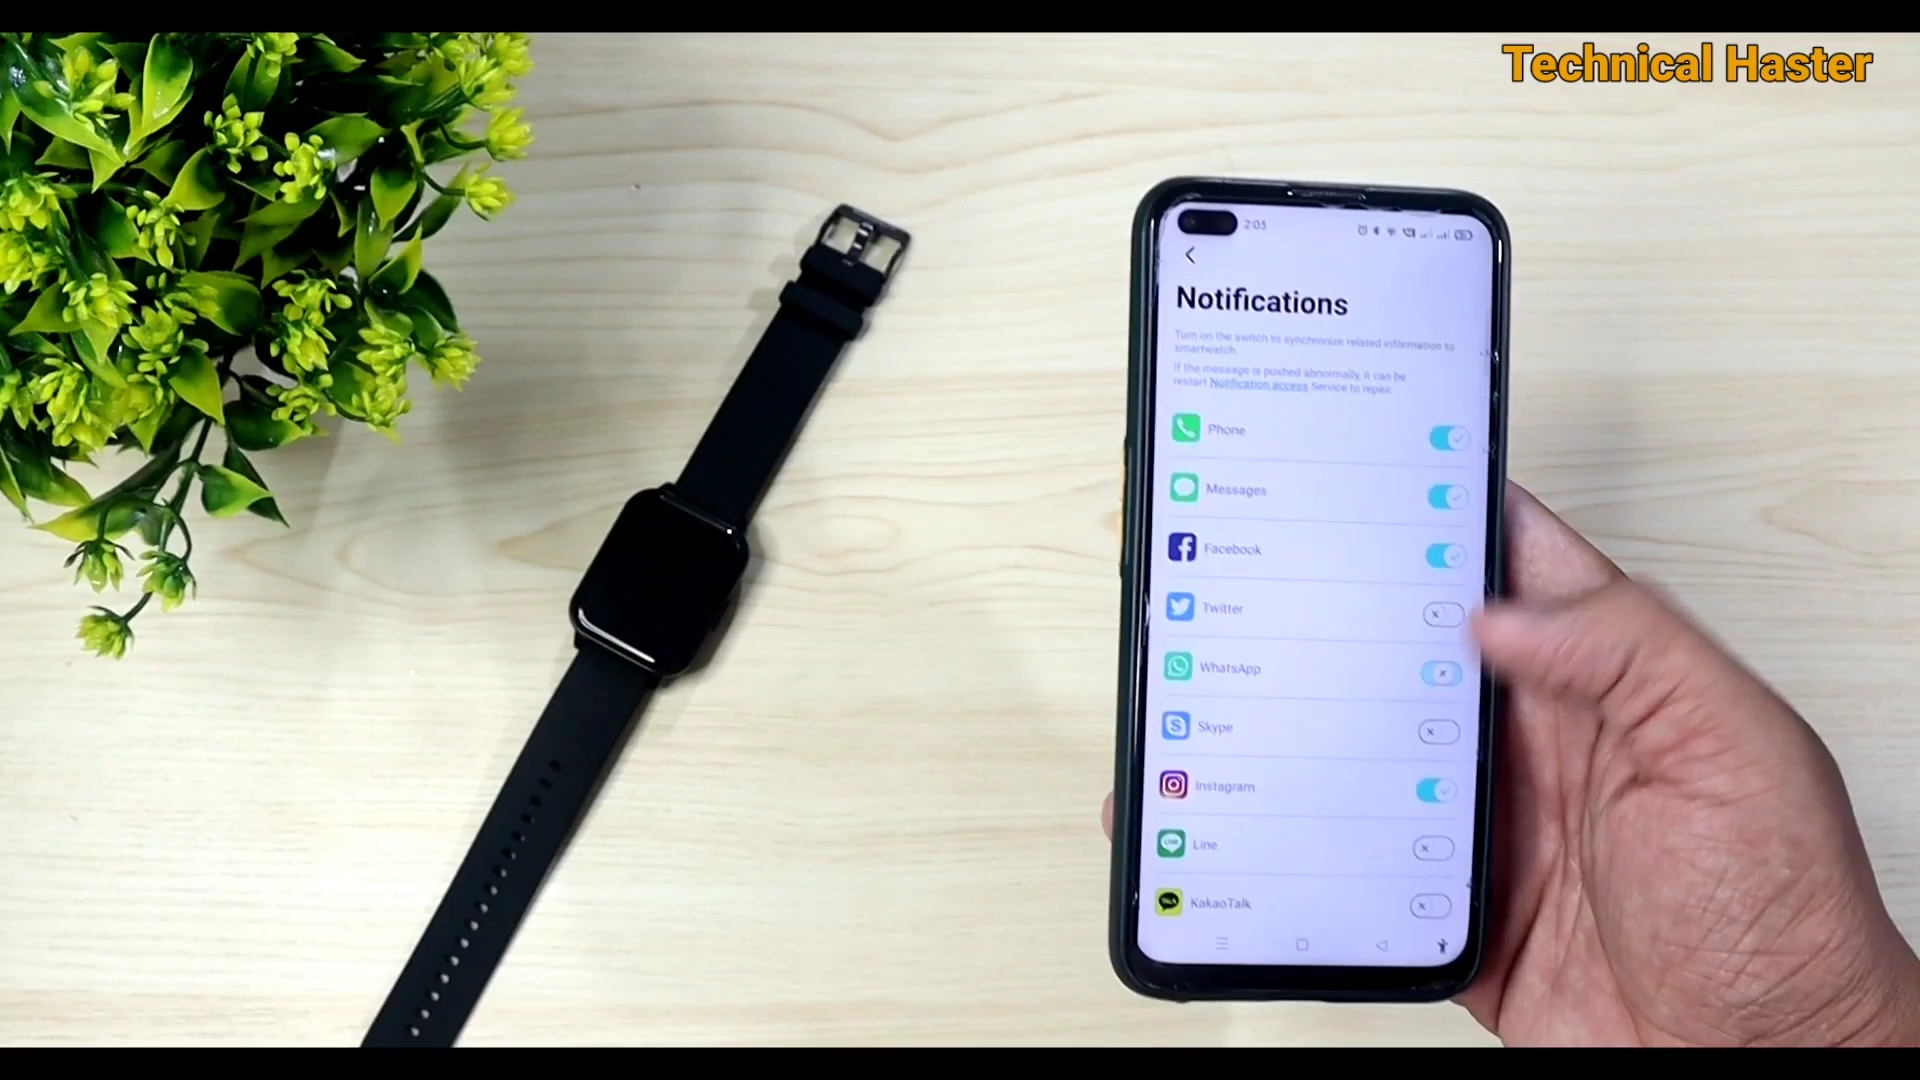 Technical Haster
2:03
Notifications
Turn on the switch to synchronize related information to
smartwatch
If the message is pushed abnormally, it can be
restart Notification access Service to repair
Phone
Messages
Facebook
Twitter
WhatsApp
Skype
Instagram
Line
KakaoTalk